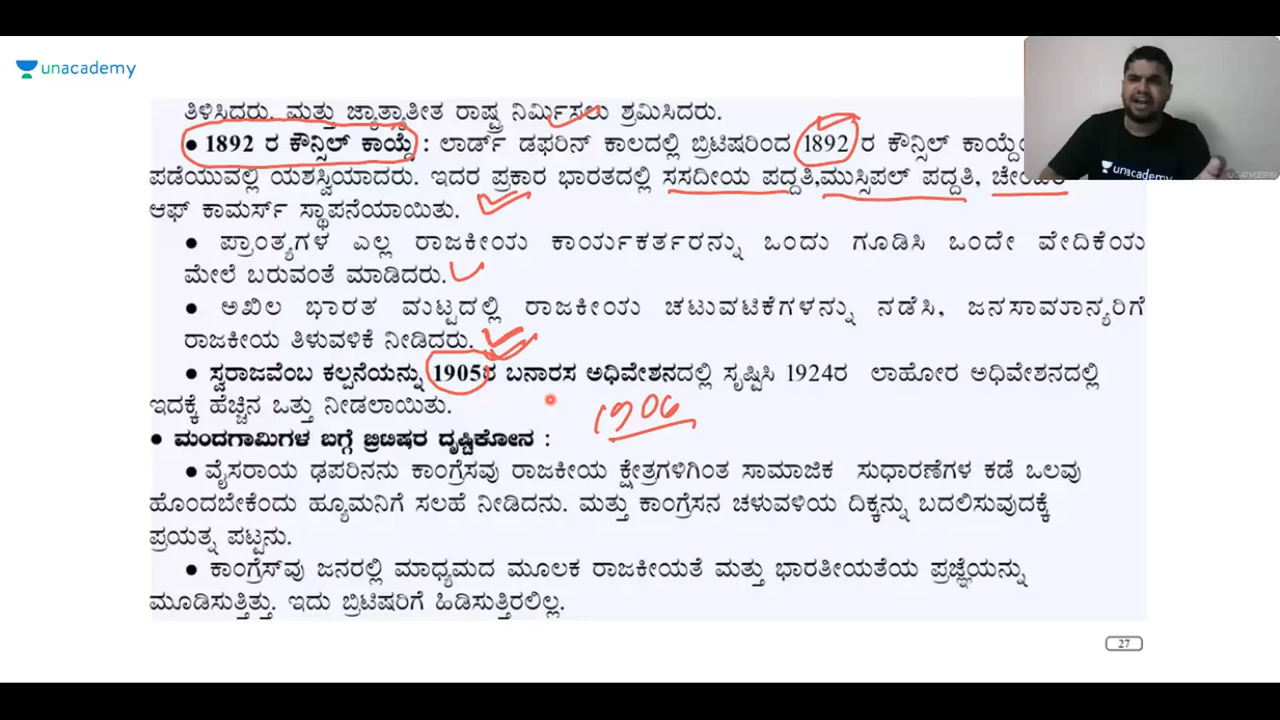 unacademy
ತಿಳಿಸಿದರು. ಮತ್ತು ಜ್ಯಾತ್ಯಾತೀತ ರಾಷ್ಟ್ರ ನಿರ್ಮಿಸಲು ಶ್ರಮಿಸಿದರು.
● 1892 ರ ಕೌನ್ಸಿಲ್ ಕಾಯ್ದೆ : ಲಾರ್ಡ್ ಡಫರಿನ್ ಕಾಲದಲ್ಲಿ ಬ್ರಿಟಿಷರಿಂದ 1892 ರ ಕೌನ್ಸಿಲ್
ಪಡೆಯುವಲ್ಲಿ ಯಶಸ್ವಿಯಾದರು. ಇದರ ಪ್ರಕಾರ ಭಾರತದಲ್ಲಿ ಸಸದೀಯ ಪದ್ದತಿ,ಮುಸ್ಸಿಪಲ್ ಪದ್ದತಿ,
ಆಫ್ ಕಾಮರ್ಸ್ ಸ್ಥಾಪನೆಯಾಯಿತು.
● ಪ್ರಾಂತ್ಯಗಳ ಎಲ್ಲ ರಾಜಕೀಯ ಕಾರ್ಯಕರ್ತರನ್ನು ಒಂದು ಗೂಡಿಸಿ ಒಂದೇ ವೇದಿಕೆಯ
ಮೇಲೆ ಬರುವಂತೆ ಮಾಡಿದರು.
● ಅಖಿಲ ಭಾರತ ಮಟ್ಟದಲ್ಲಿ ರಾಜಕೀಯ ಚಟುವಟಿಕೆಗಳನ್ನು ನಡೆಸಿ, ಜನಸಾಮಾನ್ಯರಿಗೆ
ರಾಜಕೀಯ ತಿಳುವಳಿಕೆ ನೀಡಿದರು.
● ಸ್ವರಾಜವೆಂಬ ಕಲ್ಪನೆಯನ್ನು 1905ರ ಬನಾರಸ ಅಧಿವೇಶನದಲ್ಲಿ ಸೃಷ್ಟಿಸಿ 1924ರ ಲಾಹೋರ ಅಧಿವೇಶನದಲ್ಲಿ
ಇದಕ್ಕೆ ಹೆಚ್ಚಿನ ಒತ್ತು ನೀಡಲಾಯಿತು.
1906
● ಮಂದಗಾಮಿಗಳ ಬಗ್ಗೆ ಬ್ರಿಟಿಷರ ದೃಷ್ಟಿಕೋನ :
● ವೈಸರಾಯ ಢಪರಿನನು ಕಾಂಗ್ರೆಸವು ರಾಜಕೀಯ ಕ್ಷೇತ್ರಗಳಿಗಿಂತ ಸಾಮಾಜಿಕ ಸುಧಾರಣೆಗಳ ಕಡೆ ಒಲವು
ಹೊಂದಬೇಕೆಂದು ಹ್ಯೂಮನಿಗೆ ಸಲಹೆ ನೀಡಿದನು. ಮತ್ತು ಕಾಂಗ್ರೆಸನ ಚಳುವಳಿಯ ದಿಕ್ಕನ್ನು ಬದಲಿಸುವುದಕ್ಕೆ
ಪ್ರಯತ್ನ ಪಟ್ಟನು.
● ಕಾಂಗ್ರೆಸ್‌ವು ಜನರಲ್ಲಿ ಮಾಧ್ಯಮದ ಮೂಲಕ ರಾಜಕೀಯತೆ ಮತ್ತು ಭಾರತೀಯತೆಯ ಪ್ರಜ್ಞೆಯನ್ನು
ಮೂಡಿಸುತ್ತಿತ್ತು. ಇದು ಬ್ರಿಟಿಷರಿಗೆ ಹಿಡಿಸುತ್ತಿರಲಿಲ್ಲ.
27
unacademy